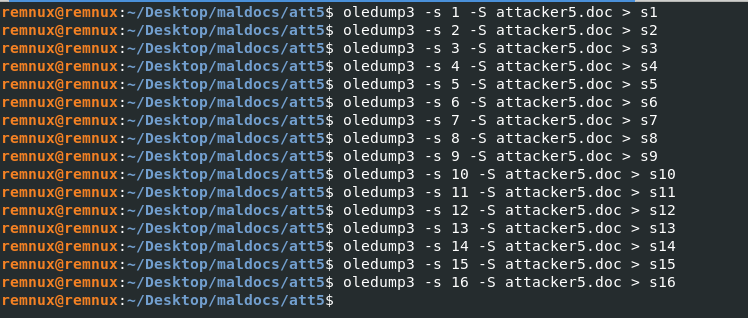 remnux@remnux:~/Desktop/maldocs/att5$ oledump3 -s 1 -S attacker5.doc > s1
remnux@remnux:~/Desktop/maldocs/att5$ oledump3 -s 2 -S attacker5.doc > s2
remnux@remnux:~/Desktop/maldocs/att5$ oledump3 -s 3 -S attacker5.doc > s3
remnux@remnux:~/Desktop/maldocs/att5$ oledump3 -s 4 -S attacker5.doc > s4
remnux@remnux:~/Desktop/maldocs/att5$ oledump3 -s 5 -S attacker5.doc > s5
remnux@remnux:~/Desktop/maldocs/att5$ oledump3 -s 6 -S attacker5.doc > s6
remnux@remnux:~/Desktop/maldocs/att5$ oledump3 -s 7 -S attacker5.doc > s7
remnux@remnux:~/Desktop/maldocs/att5$ oledump3 -s 8 -S attacker5.doc > s8
remnux@remnux:~/Desktop/maldocs/att5$ oledump3 -s 9 -S attacker5.doc > s9
remnux@remnux:~/Desktop/maldocs/att5$ oledump3 -s 10 -S attacker5.doc > s10
remnux@remnux:~/Desktop/maldocs/att5$ oledump3 -s 11 -S attacker5.doc > s11
remnux@remnux:~/Desktop/maldocs/att5$ oledump3 -s 12 -S attacker5.doc > s12
remnux@remnux:~/Desktop/maldocs/att5$ oledump3 -s 13 -S attacker5.doc > s13
remnux@remnux:~/Desktop/maldocs/att5$ oledump3 -s 14 -S attacker5.doc > s14
remnux@remnux:~/Desktop/maldocs/att5$ oledump3 -s 15 -S attacker5.doc > s15
remnux@remnux:~/Desktop/maldocs/att5$ oledump3 -s 16 -S attacker5.doc > s16
remnux@remnux:~/Desktop/maldocs/att5$